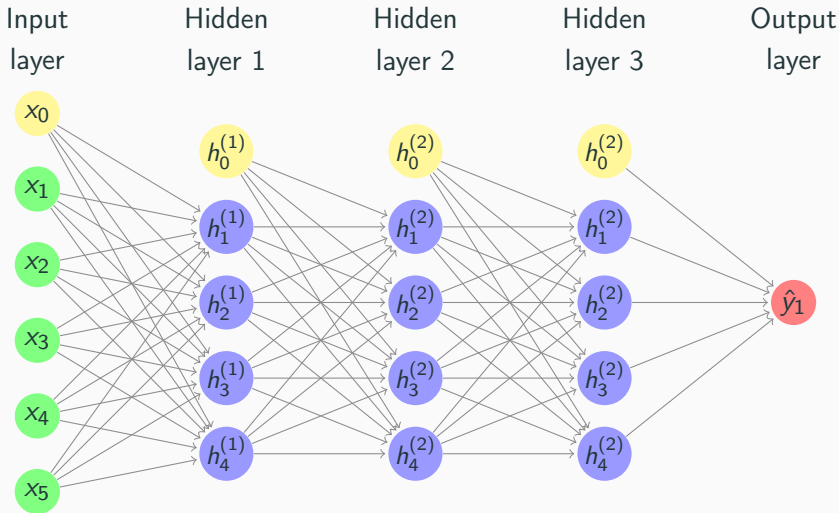 Input layer
Hidden layer 1
Hidden layer 2
Hidden layer 3
Output layer
x₀
x₁
x₂
x₃
x₄
x₅
h₀⁽¹⁾
h₁⁽¹⁾
h₂⁽¹⁾
h₃⁽¹⁾
h₄⁽¹⁾
h₀⁽²⁾
h₁⁽²⁾
h₂⁽²⁾
h₃⁽²⁾
h₄⁽²⁾
h₀⁽²⁾
h₁⁽²⁾
h₂⁽²⁾
h₃⁽²⁾
h₄⁽²⁾
ŷ₁